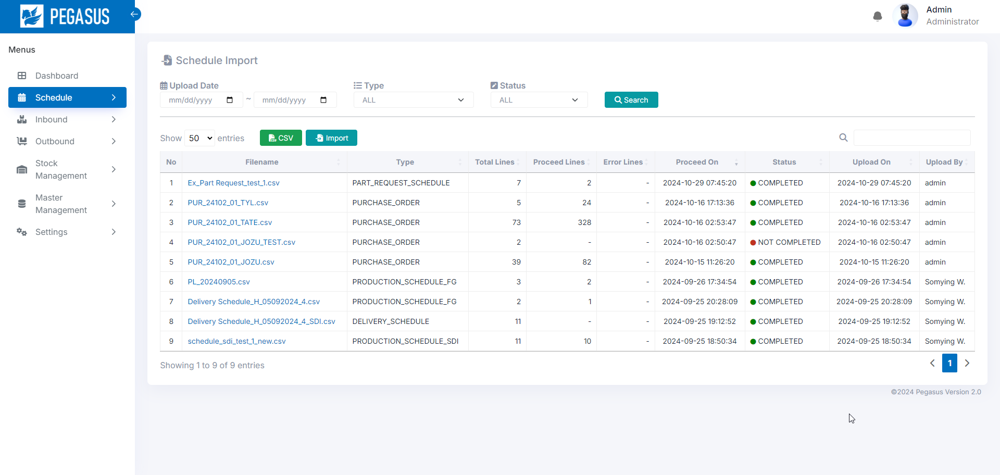 PEGASUS
Admin
Administrator
Menus
Dashboard
Schedule
Inbound
Outbound
Stock
Management
Master
Management
Settings
Schedule Import
Upload Date Type Status
mm/dd/yyyy ~ mm/dd/yyyy ALL ALL Search
Show 50 entries CSV Import
No Filename Type Total Lines Proceed Lines Error Lines Proceed On Status Upload On Upload By
1 Ex_Part Request_test_1.csv PART_REQUEST_SCHEDULE 7 2 - 2024-10-29 07:45:20 COMPLETED 2024-10-29 07:45:20 admin
2 PUR_24102_01_TYL.csv PURCHASE_ORDER 5 24 - 2024-10-16 17:13:36 COMPLETED 2024-10-16 17:13:36 admin
3 PUR_24102_01_TATE.csv PURCHASE_ORDER 73 328 - 2024-10-16 02:53:47 COMPLETED 2024-10-16 02:53:47 admin
4 PUR_24102_01_JOZU_TEST.csv PURCHASE_ORDER 2 - - 2024-10-16 02:50:47 NOT COMPLETED 2024-10-16 02:50:47 admin
5 PUR_24102_01_JOZU.csv PURCHASE_ORDER 39 82 - 2024-10-15 11:26:20 COMPLETED 2024-10-15 11:26:20 admin
6 PL_20240905.csv PRODUCTION_SCHEDULE_FG 3 2 - 2024-09-26 17:34:54 COMPLETED 2024-09-26 17:34:54 Somying W.
7 Delivery Schedule_H_05092024_4.csv PRODUCTION_SCHEDULE_FG 2 1 - 2024-09-25 20:28:09 COMPLETED 2024-09-25 20:28:09 Somying W.
8 Delivery Schedule_H_05092024_4_SDI.csv DELIVERY_SCHEDULE 11 - - 2024-09-25 19:12:52 COMPLETED 2024-09-25 19:12:52 Somying W.
9 schedule_sdi_test_1_new.csv PRODUCTION_SCHEDULE_SDI 11 10 - 2024-09-25 18:50:34 COMPLETED 2024-09-25 18:50:34 Somying W.
Showing 1 to 9 of 9 entries
1
©2024 Pegasus Version 2.0